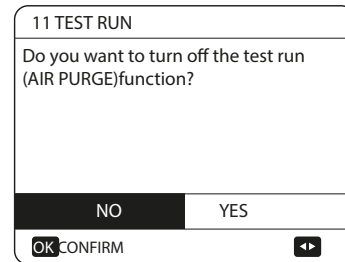 11 TEST RUN
Do you want to turn off the test run
(AIR PURGE)function?
NO YES
OK CONFIRM